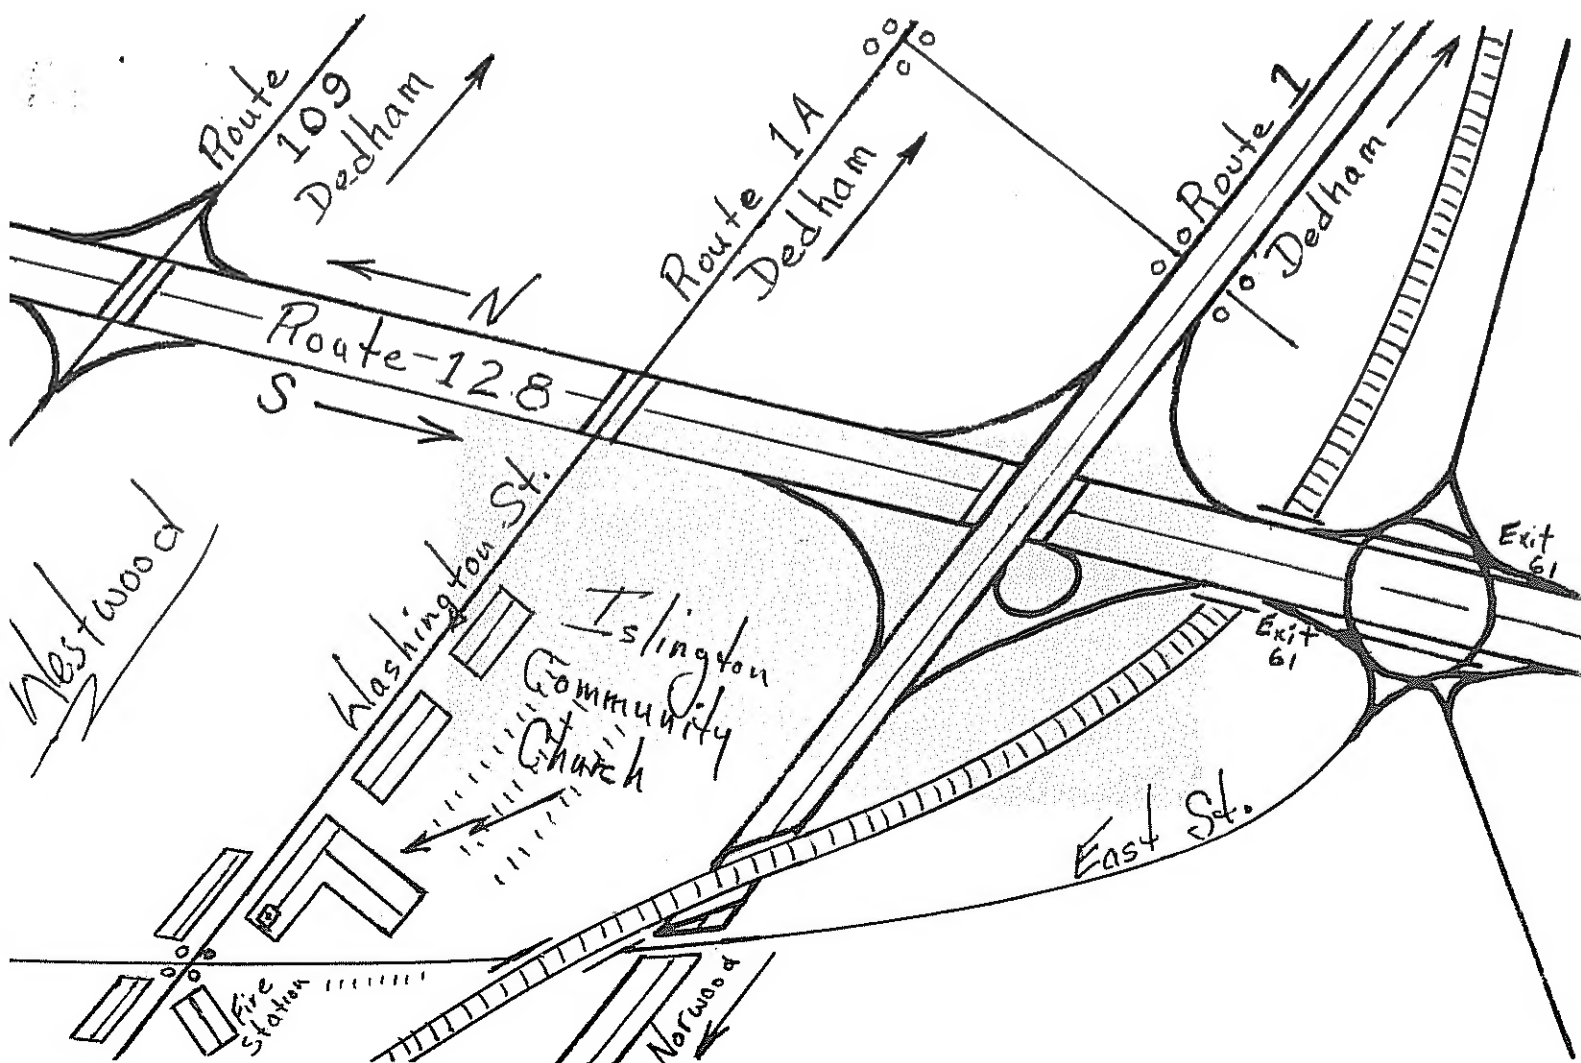 Route
109
Dedham
Route 1A
Dedham
Route 1
Dedham
N
Route-128
S
Westwood
Washington St.
Islington
Community
Church
Exit
61
Exit
61
East St.
Fire
Station
Norwood